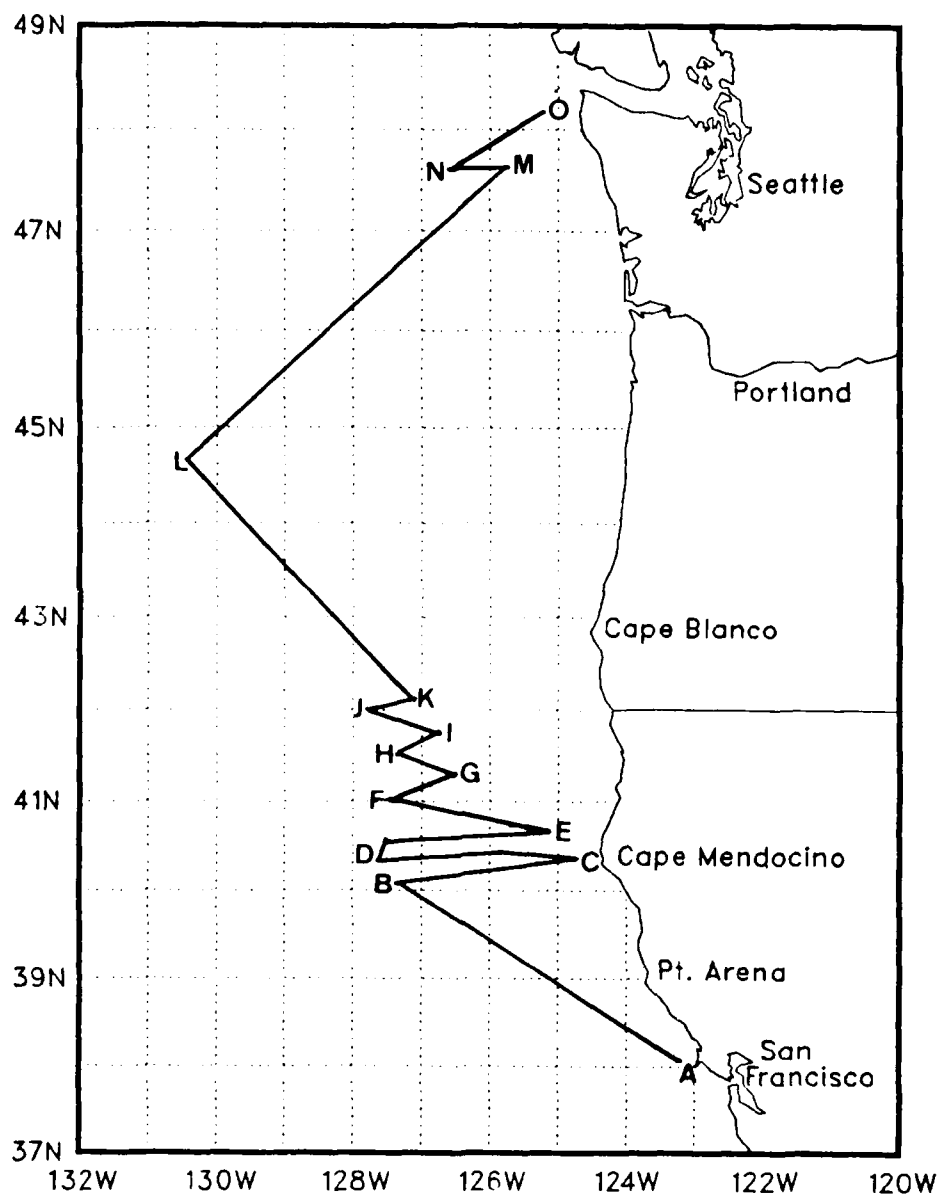 49N
O
N
M
Seattle
47N
Portland
45N
L
43N
Cape Blanco
K
J
I
H
G
41N
F
E
D
C
Cape Mendocino
B
39N
Pt. Arena
San
Francisco
A
37N
132W 130W 128W 126W 124W 122W 120W